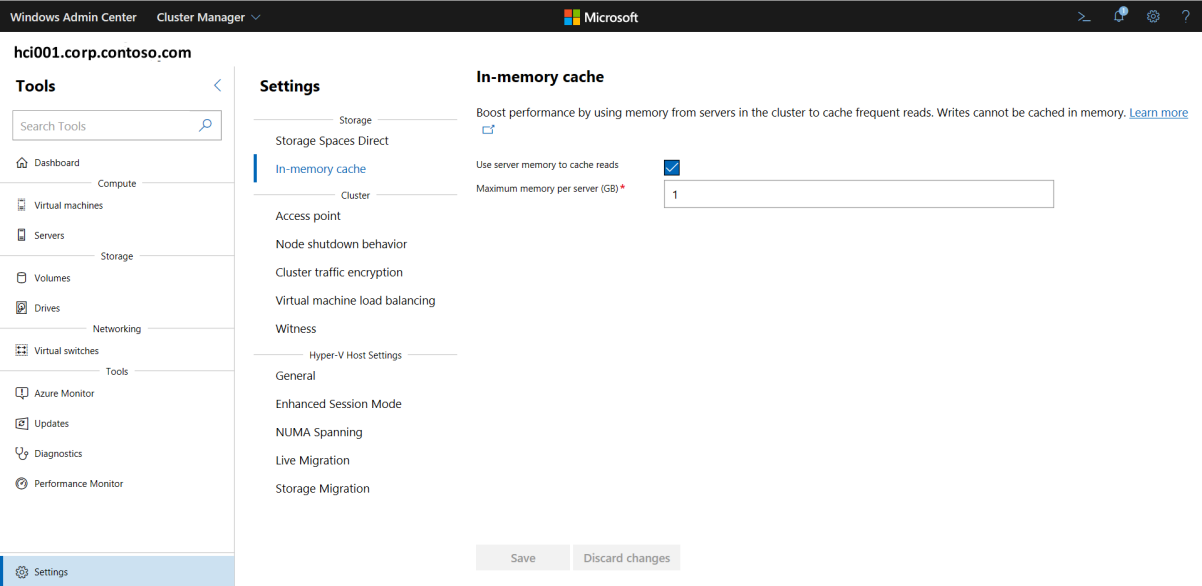 Windows Admin Center
Cluster Manager
Microsoft
1
hci001.corp.contoso.com
Tools
Search Tools
Dashboard
Compute
Virtual machines
Servers
Storage
Volumes
Drives
Networking
Virtual switches
Tools
Azure Monitor
Updates
Diagnostics
Performance Monitor
Settings
Settings
Storage
Storage Spaces Direct
In-memory cache
Cluster
Access point
Node shutdown behavior
Cluster traffic encryption
Virtual machine load balancing
Witness
Hyper-V Host Settings
General
Enhanced Session Mode
NUMA Spanning
Live Migration
Storage Migration
In-memory cache
Boost performance by using memory from servers in the cluster to cache frequent reads. Writes cannot be cached in memory. Learn more
Use server memory to cache reads
Maximum memory per server (GB)*
1
Save
Discard changes